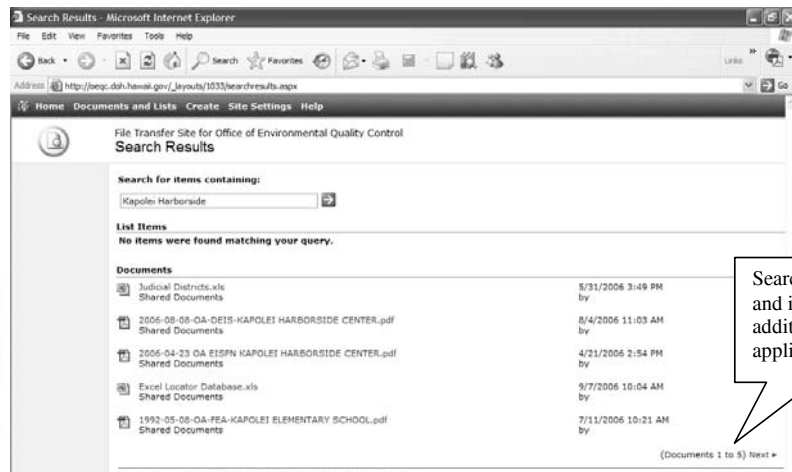 Search Results - Microsoft Internet Explorer
File Edit View Favorites Tools Help
Back Search Favorites Links »
Address http://oeqc.doh.hawaii.gov/_layouts/1033/searchresults.aspx Go
Home Documents and Lists Create Site Settings Help
File Transfer Site for Office of Environmental Quality Control
Search Results
Search for items containing:
Kapolei Harborside
List Items
No items were found matching your query.
Documents
Judicial Districts.xls 5/31/2006 3:49 PM
Shared Documents by
2006-08-08-OA-DEIS-KAPOLEI HARBORSIDE CENTER.pdf 8/4/2006 11:03 AM
Shared Documents by
2006-04-23 OA EISPN KAPOLEI HARBORSIDE CENTER.pdf 4/21/2006 2:54 PM
Shared Documents by
Excel Locator Database.xls 9/7/2006 10:04 AM
Shared Documents by
1992-05-08-OA-FEA-KAPOLEI ELEMENTARY SCHOOL.pdf 7/11/2006 10:21 AM
Shared Documents by
(Documents 1 to 5) Next ►
Sear
and i
addit
appli